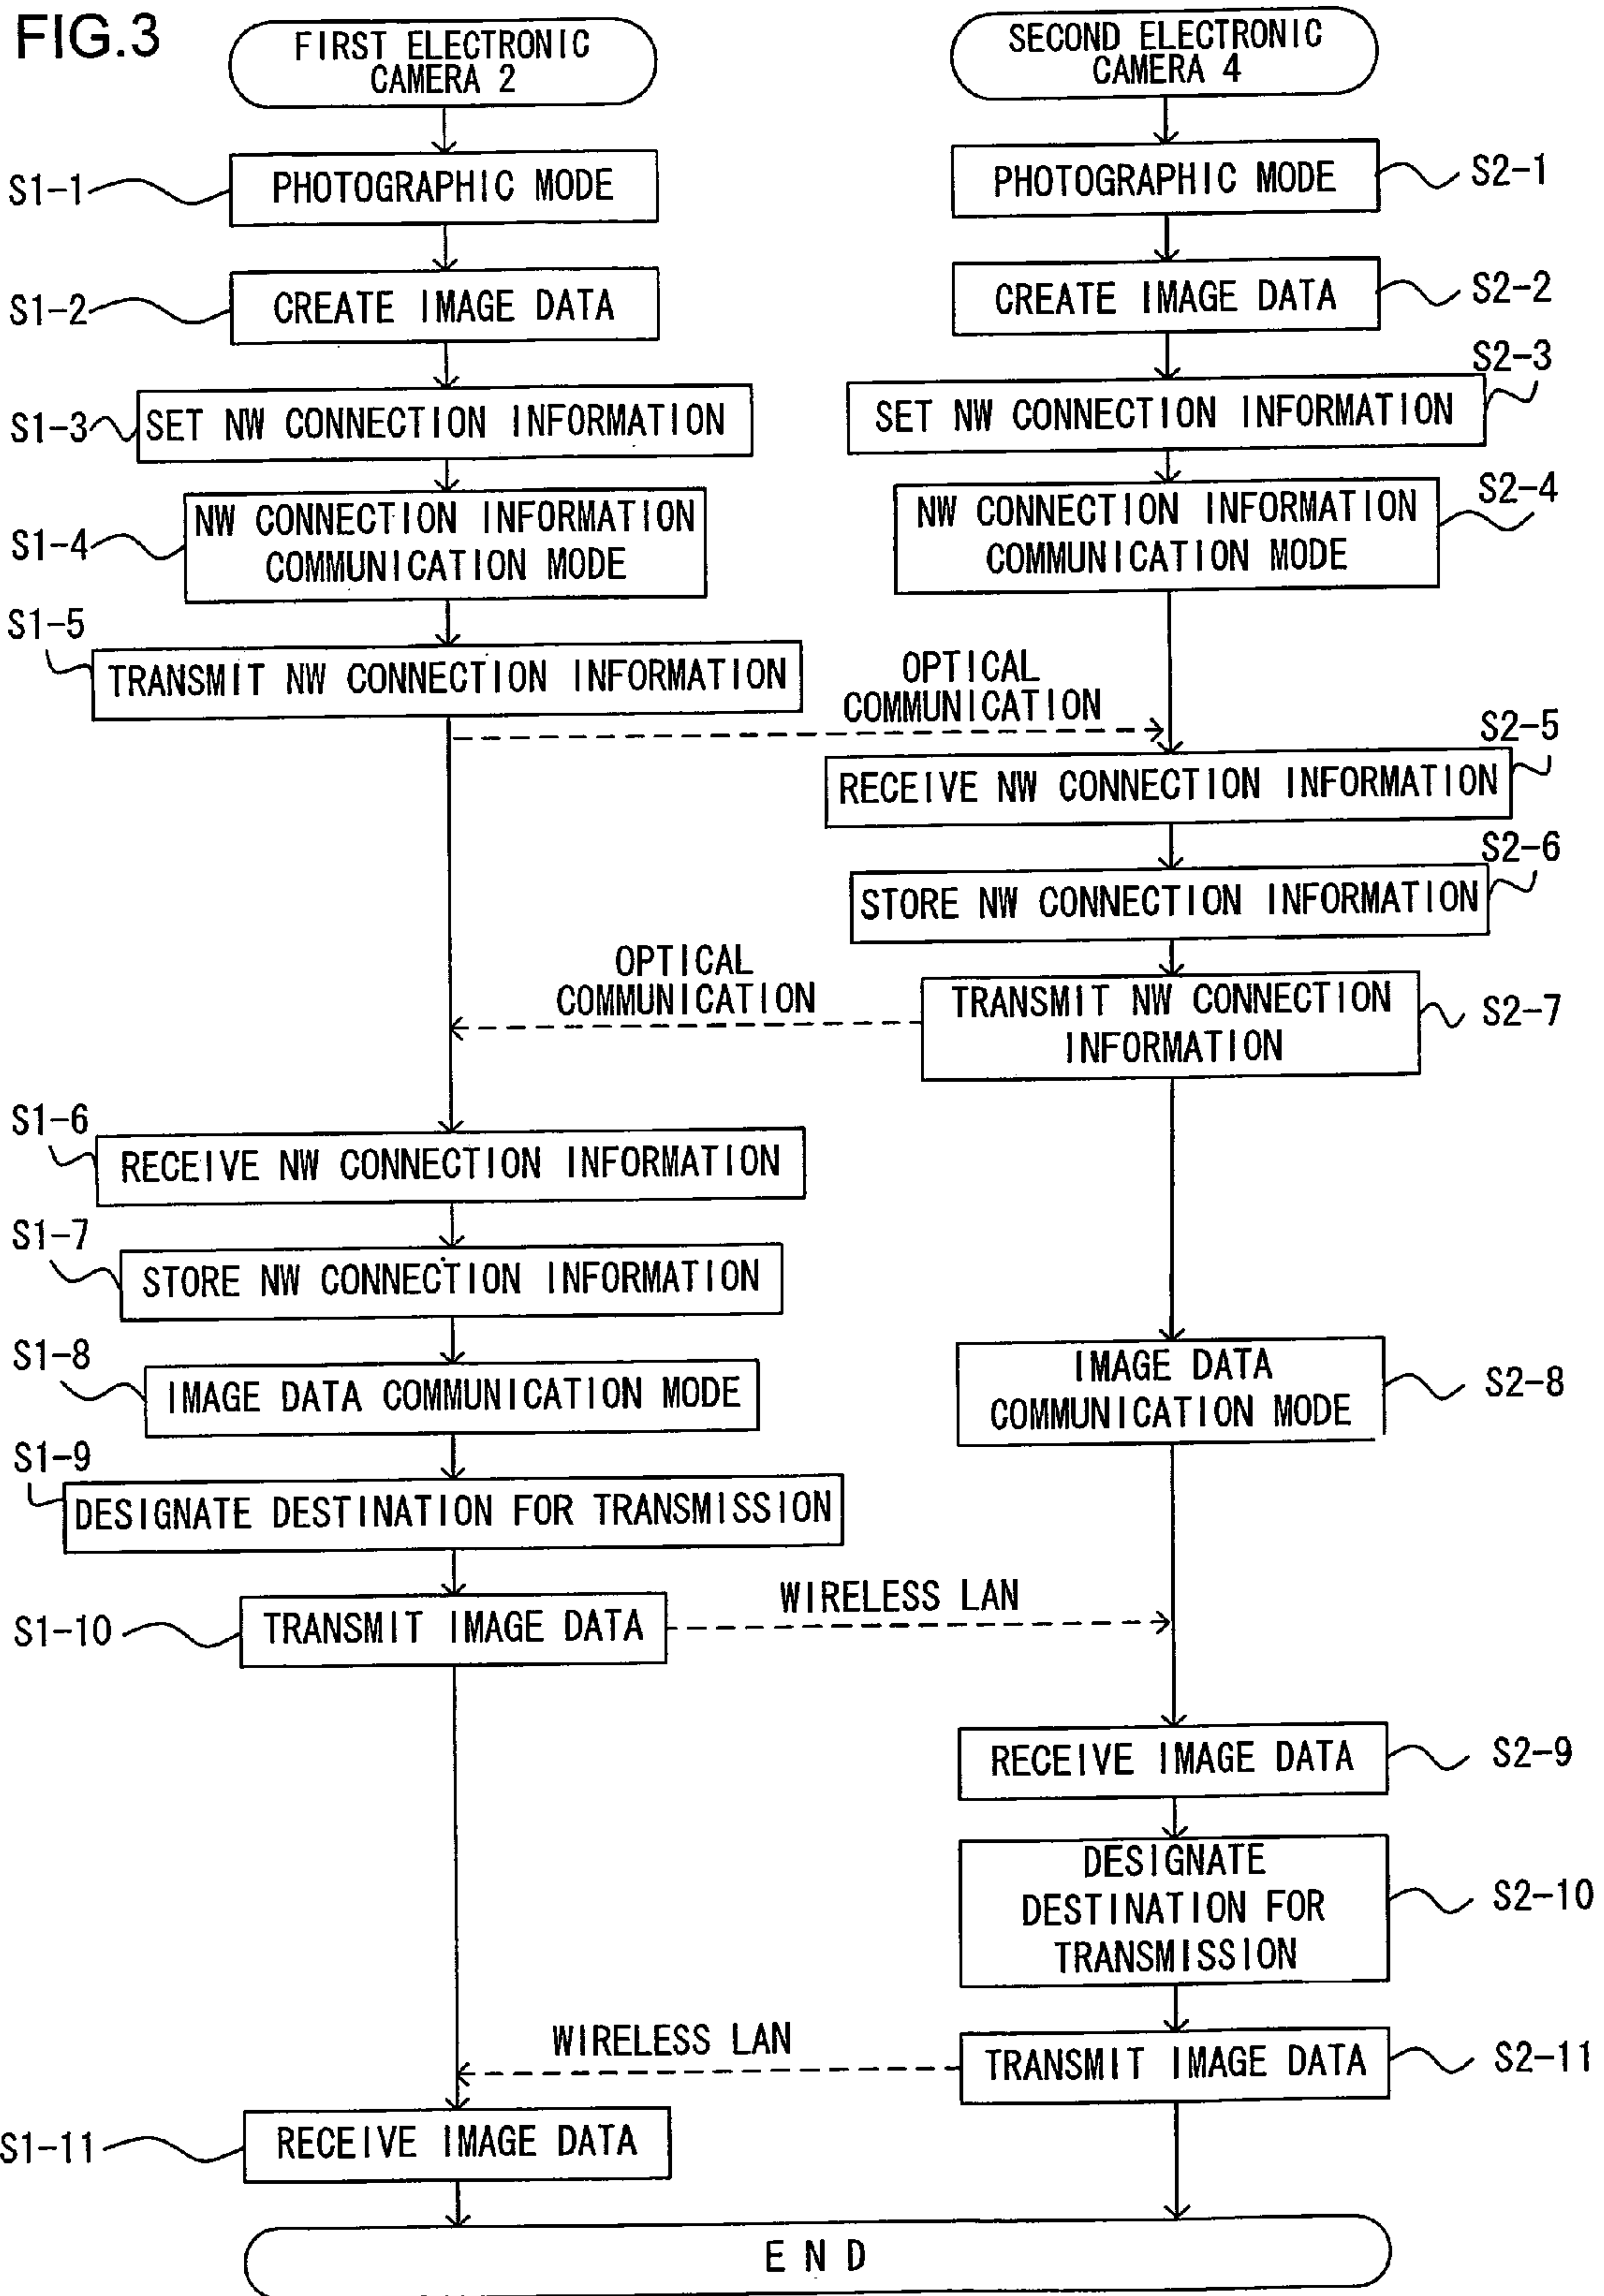 FIG.3
FIRST ELECTRONIC
CAMERA 2
SECOND ELECTRONIC
CAMERA 4
S1-1
PHOTOGRAPHIC MODE
PHOTOGRAPHIC MODE
S2-1
S1-2
CREATE IMAGE DATA
CREATE IMAGE DATA
S2-2
S1-3
SET NW CONNECTION INFORMATION
SET NW CONNECTION INFORMATION
S2-3
S1-4
NW CONNECTION INFORMATION
COMMUNICATION MODE
NW CONNECTION INFORMATION
COMMUNICATION MODE
S2-4
S1-5
TRANSMIT NW CONNECTION INFORMATION
OPTICAL
COMMUNICATION
S2-5
RECEIVE NW CONNECTION INFORMATION
S2-6
STORE NW CONNECTION INFORMATION
OPTICAL
COMMUNICATION
TRANSMIT NW CONNECTION
INFORMATION
S2-7
S1-6
RECEIVE NW CONNECTION INFORMATION
S1-7
STORE NW CONNECTION INFORMATION
S1-8
IMAGE DATA COMMUNICATION MODE
IMAGE DATA
COMMUNICATION MODE
S2-8
S1-9
DESIGNATE DESTINATION FOR TRANSMISSION
S1-10
TRANSMIT IMAGE DATA
WIRELESS LAN
RECEIVE IMAGE DATA
S2-9
DESIGNATE
DESTINATION FOR
TRANSMISSION
S2-10
WIRELESS LAN
TRANSMIT IMAGE DATA
S2-11
S1-11
RECEIVE IMAGE DATA
END